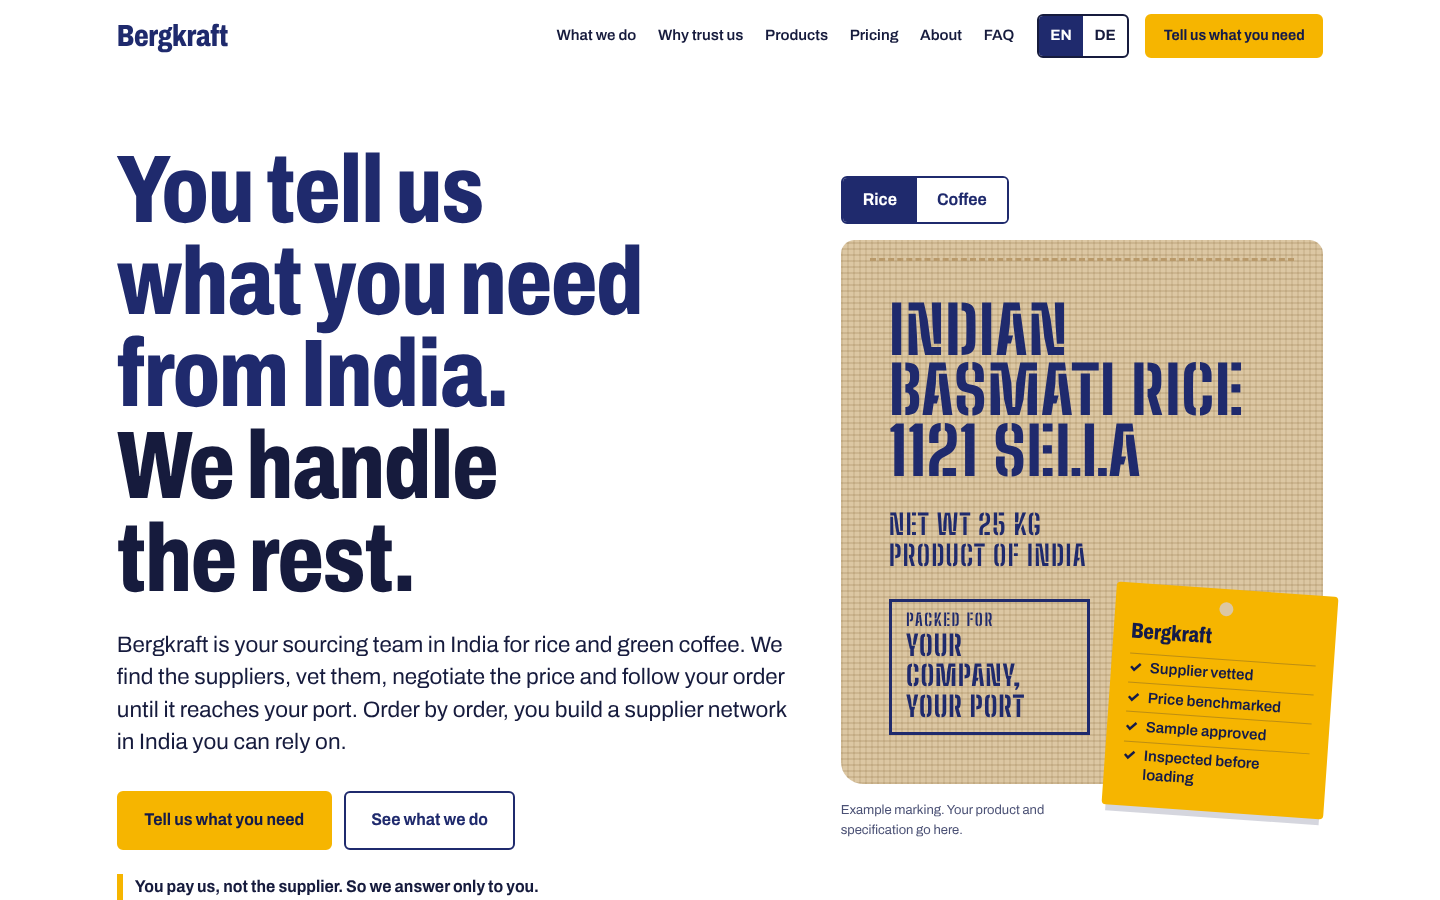 Bergkraft
What we do
Why trust us
Products
Pricing
About
FAQ
EN
DE
Tell us what you need
You tell us
what you need
from India.
We handle
the rest.
Bergkraft is your sourcing team in India for rice and green coffee. We
find the suppliers, vet them, negotiate the price and follow your order
until it reaches your port. Order by order, you build a supplier network
in India you can rely on.
Tell us what you need
See what we do
You pay us, not the supplier. So we answer only to you.
Rice
Coffee
INDIAN
BASMATI RICE
1121 SELLA
NET WT 25 KG
PRODUCT OF INDIA
PACKED FOR
YOUR
COMPANY,
YOUR PORT
Bergkraft
Supplier vetted
Price benchmarked
Sample approved
Inspected before
loading
Example marking. Your product and
specification go here.